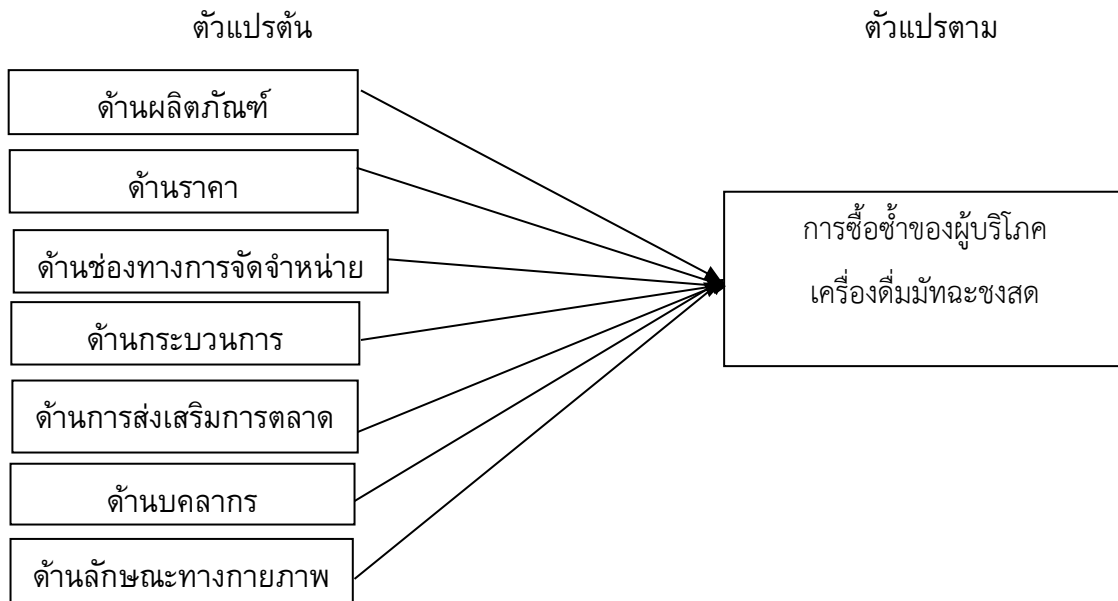 ตัวแปรต้น
ตัวแปรตาม
ด้านผลิตภัณฑ์
ด้านราคา
ด้านช่องทางการจัดจำหน่าย
ด้านกระบวนการ
ด้านการส่งเสริมการตลาด
ด้านบคลากร
ด้านลักษณะทางกายภาพ
การซื้อซ้ำของผู้บริโภค
เครื่องดื่มมัทฉะชงสด